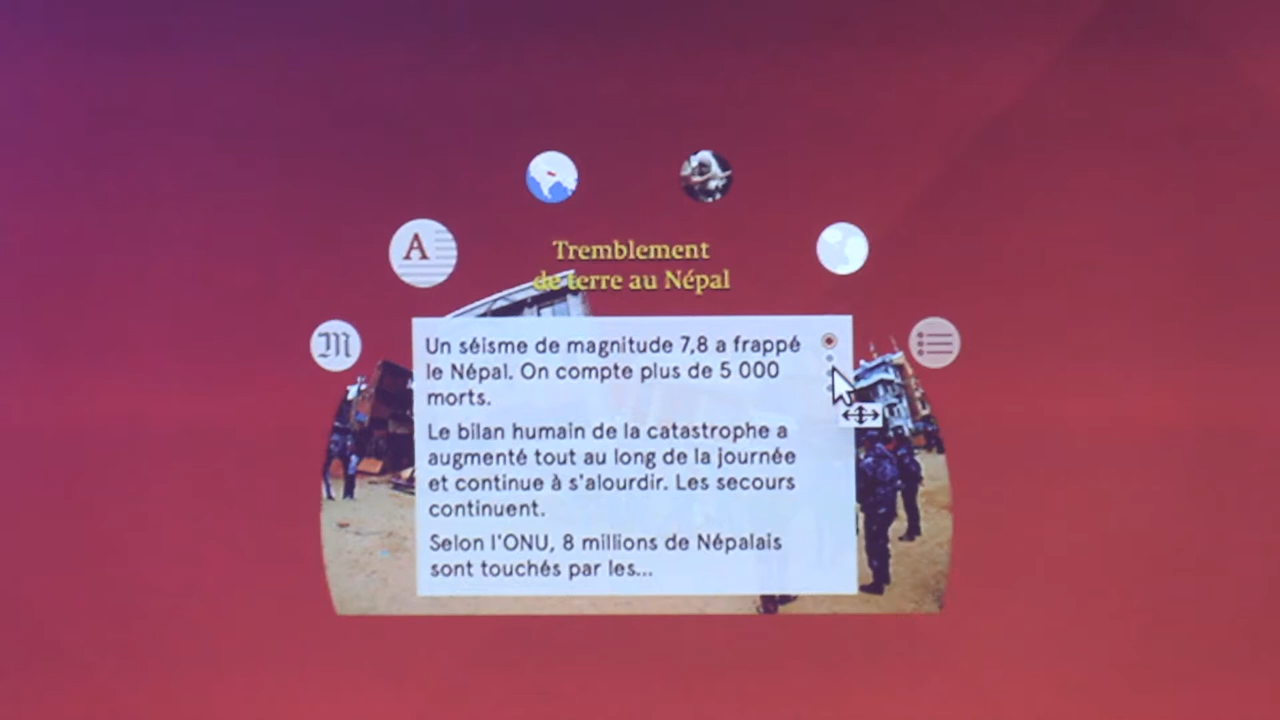 A
Tremblement
de terre au Népal
M
Un séisme de magnitude 7,8 a frappé
le Népal. On compte plus de 5 000
morts.
Le bilan humain de la catastrophe a
augmenté tout au long de la journée
et continue à s'alourdir. Les secours
continuent.
Selon l'ONU, 8 millions de Népalais
sont touchés par les...